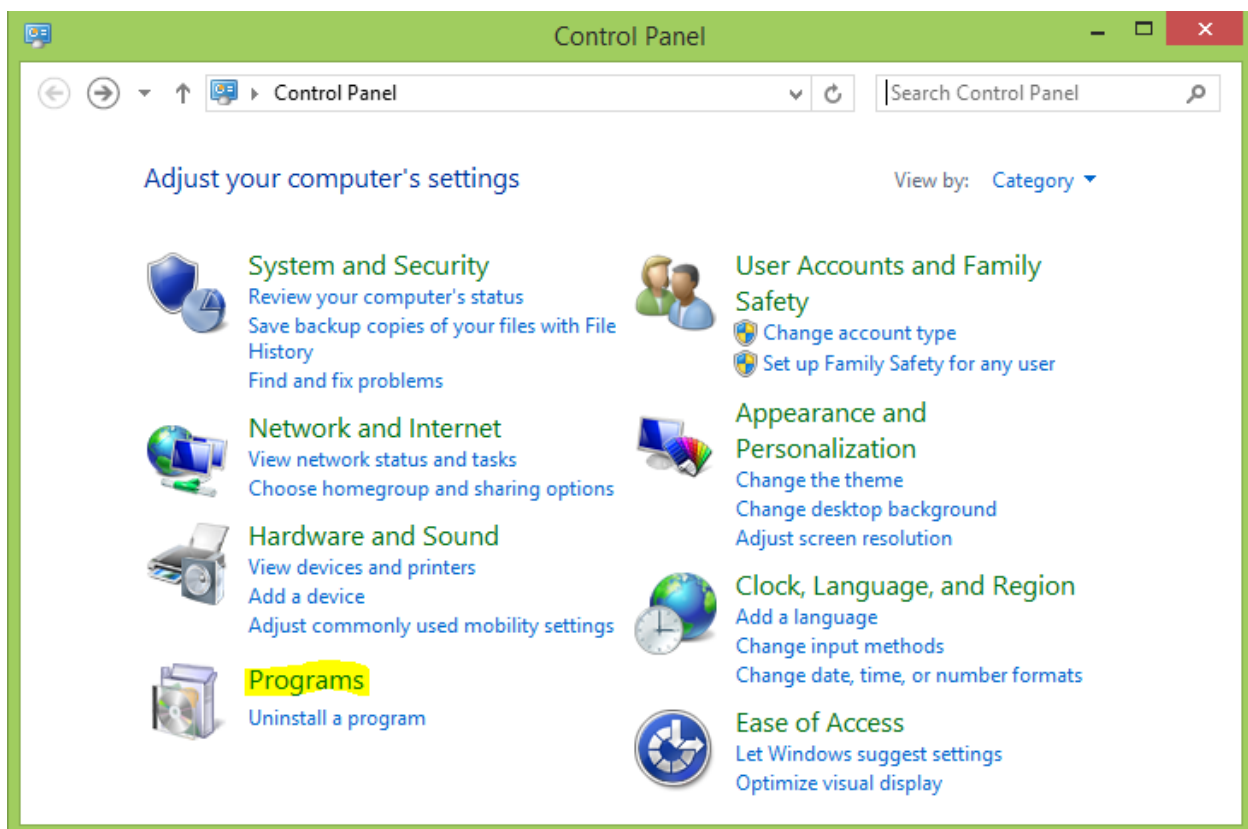 Control Panel
Control Panel
Search Control Panel
Adjust your computer's settings
View by: Category
System and Security
Review your computer's status
Save backup copies of your files with File
History
Find and fix problems
Network and Internet
View network status and tasks
Choose homegroup and sharing options
Hardware and Sound
View devices and printers
Add a device
Adjust commonly used mobility settings
Programs
Uninstall a program
User Accounts and Family
Safety
Change account type
Set up Family Safety for any user
Appearance and
Personalization
Change the theme
Change desktop background
Adjust screen resolution
Clock, Language, and Region
Add a language
Change input methods
Change date, time, or number formats
Ease of Access
Let Windows suggest settings
Optimize visual display